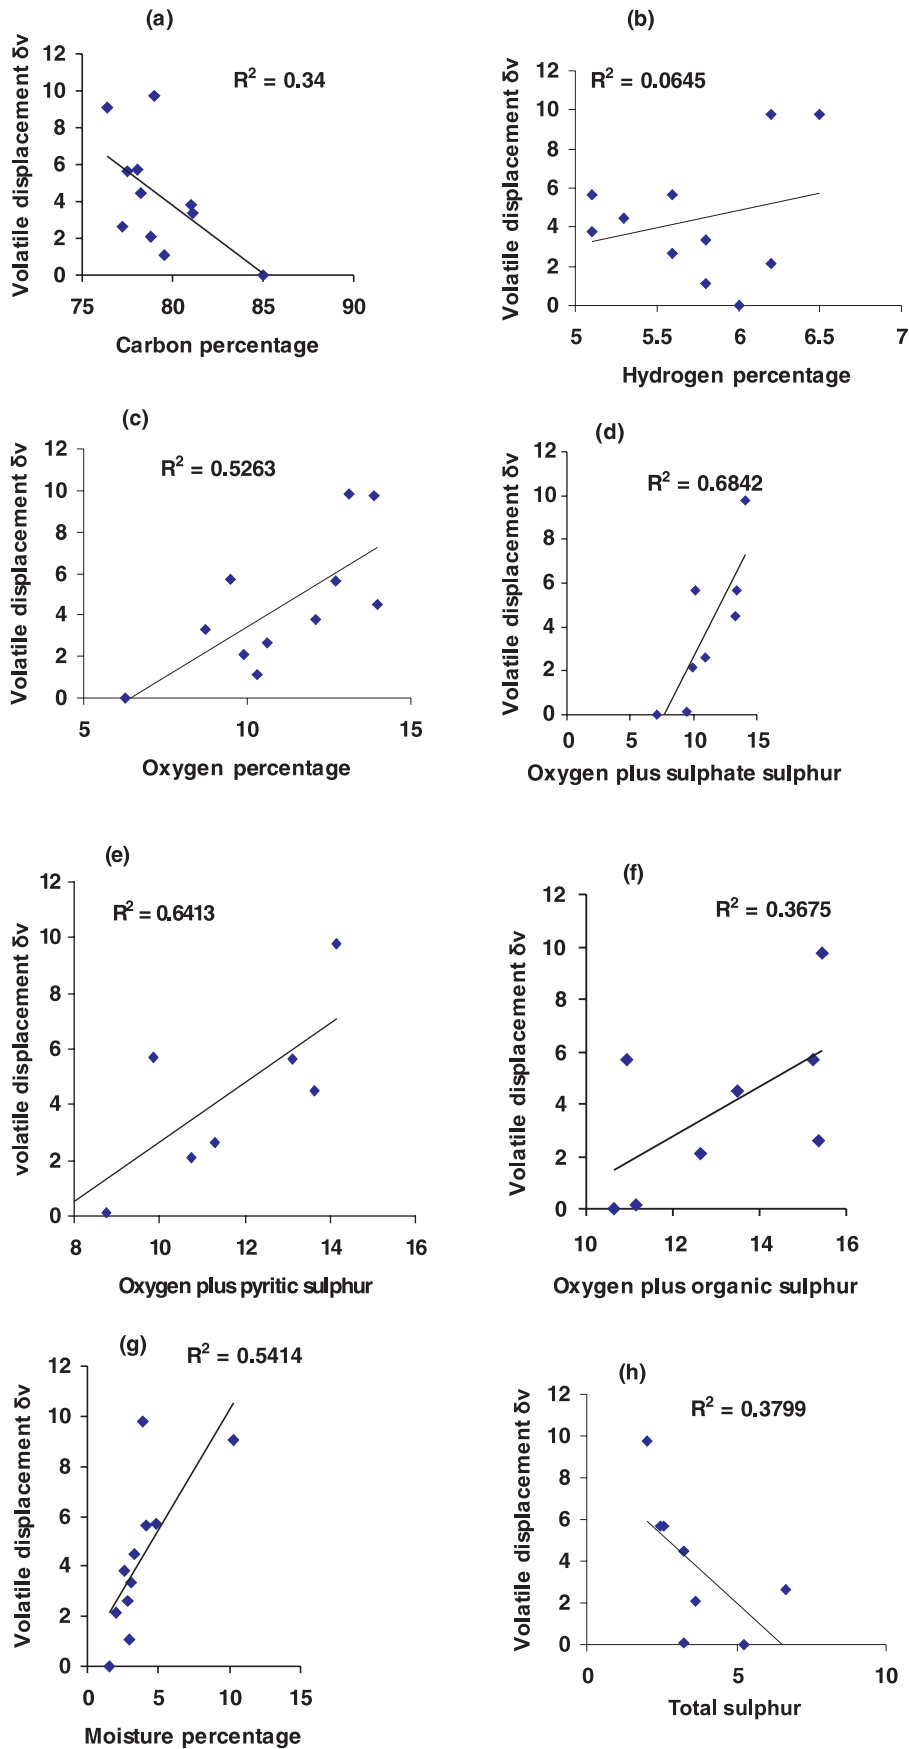 (a)
Volatile displacement δv
12
10
8
6
4
2
0
R² = 0.34
75 80 85 90
Carbon percentage
(b)
Volatile displacement δv
12
10
8
6
4
2
0
R² = 0.0645
5 5.5 6 6.5 7
Hydrogen percentage
(c)
Volatile displacement δv
12
10
8
6
4
2
0
R² = 0.5263
5 10 15
Oxygen percentage
(d)
Volatile displacement δv
12
10
8
6
4
2
0
R² = 0.6842
0 5 10 15
Oxygen plus sulphate sulphur
(e)
volatile displacement δv
12
10
8
6
4
2
0
R² = 0.6413
8 10 12 14 16
Oxygen plus pyritic sulphur
(f)
Volatile displacement δv
12
10
8
6
4
2
0
R² = 0.3675
10 12 14 16
Oxygen plus organic sulphur
(g)
Volatile displacement δv
12
10
8
6
4
2
0
R² = 0.5414
0 5 10 15
Moisture percentage
(h)
Volatile displacement δv
12
10
8
6
4
2
0
R² = 0.3799
0 5 10
Total sulphur